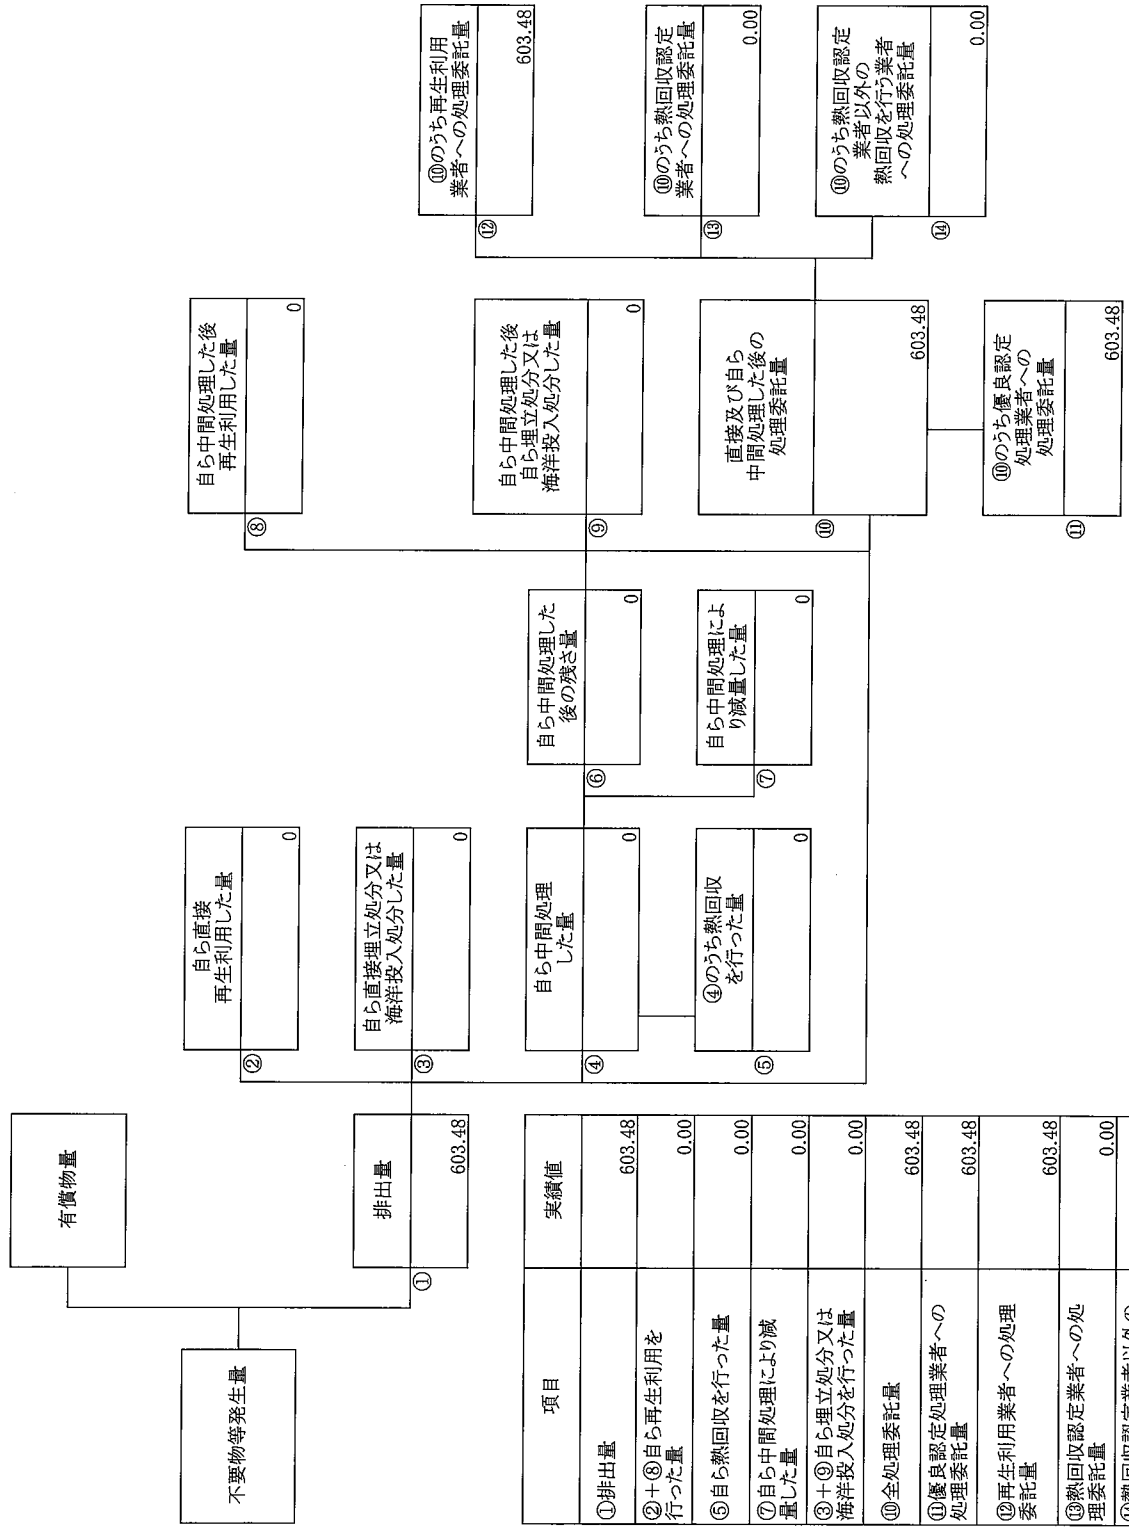 不要物等発生量
有償物量
①
排出量
603.48
②
自ら直接
再生利用した量
0
③
自ら直接埋立処分又は
海洋投入処分した量
0
④
自ら中間処理
した量
0
⑤
④のうち熱回収
を行った量
0
⑥
自ら中間処理した
後の残さ量
0
⑦
自ら中間処理によ
り減量した量
0
⑧
自ら中間処理した後
再生利用した量
0
⑨
自ら中間処理した後
自ら埋立処分又は
海洋投入処分した量
0
⑩
直接及び自ら
中間処理した後の
処理委託量
603.48
⑪
⑩のうち優良認定
処理業者への
処理委託量
603.48
⑫
⑩のうち再生利用
業者への処理委託量
603.48
⑬
⑩のうち熱回収認定
業者への処理委託量
0.00
⑭
⑩のうち熱回収認定
業者以外の
熱回収を行う業者
への処理委託量
0.00
項目 実績値
①排出量 603.48
②+⑧自ら再生利用を
行った量 0.00
⑤自ら熱回収を行った量 0.00
⑦自ら中間処理により減
量した量 0.00
③+⑨自ら埋立処分又は
海洋投入処分を行った量 0.00
⑩全処理委託量 603.48
⑪優良認定処理業者への
処理委託量 603.48
⑫再生利用業者への処理
委託量 603.48
⑬熱回収認定業者への処
理委託量 0.00
⑭熱回収認定業者以外の